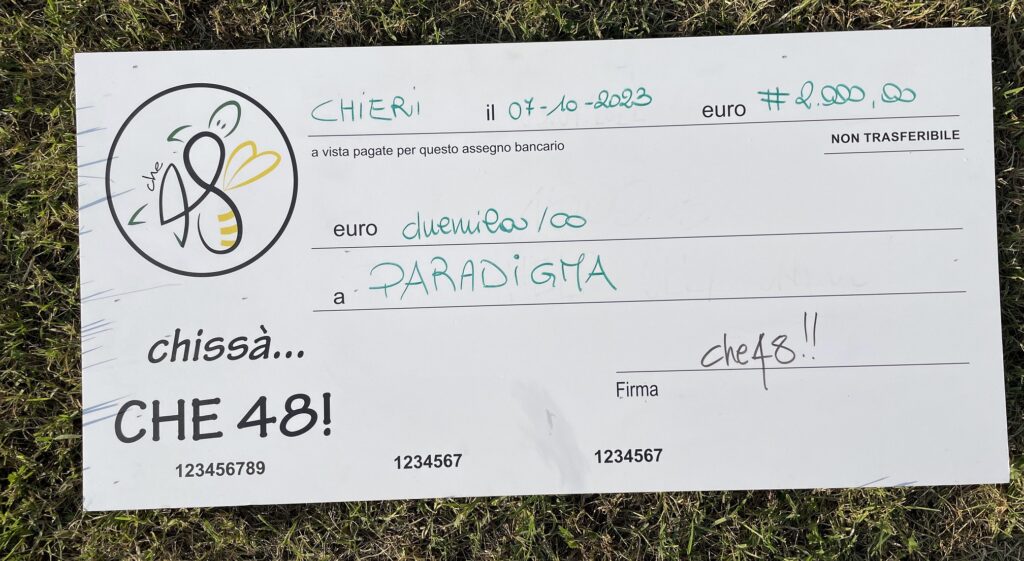 CHIERI il 07-10-2023 euro #2.000,00
a vista pagate per questo assegno bancario
NON TRASFERIBILE
che
48
euro duemila/00
a PARADiGMA
chissà...
che48!!
Firma
CHE 48!
123456789 1234567 1234567